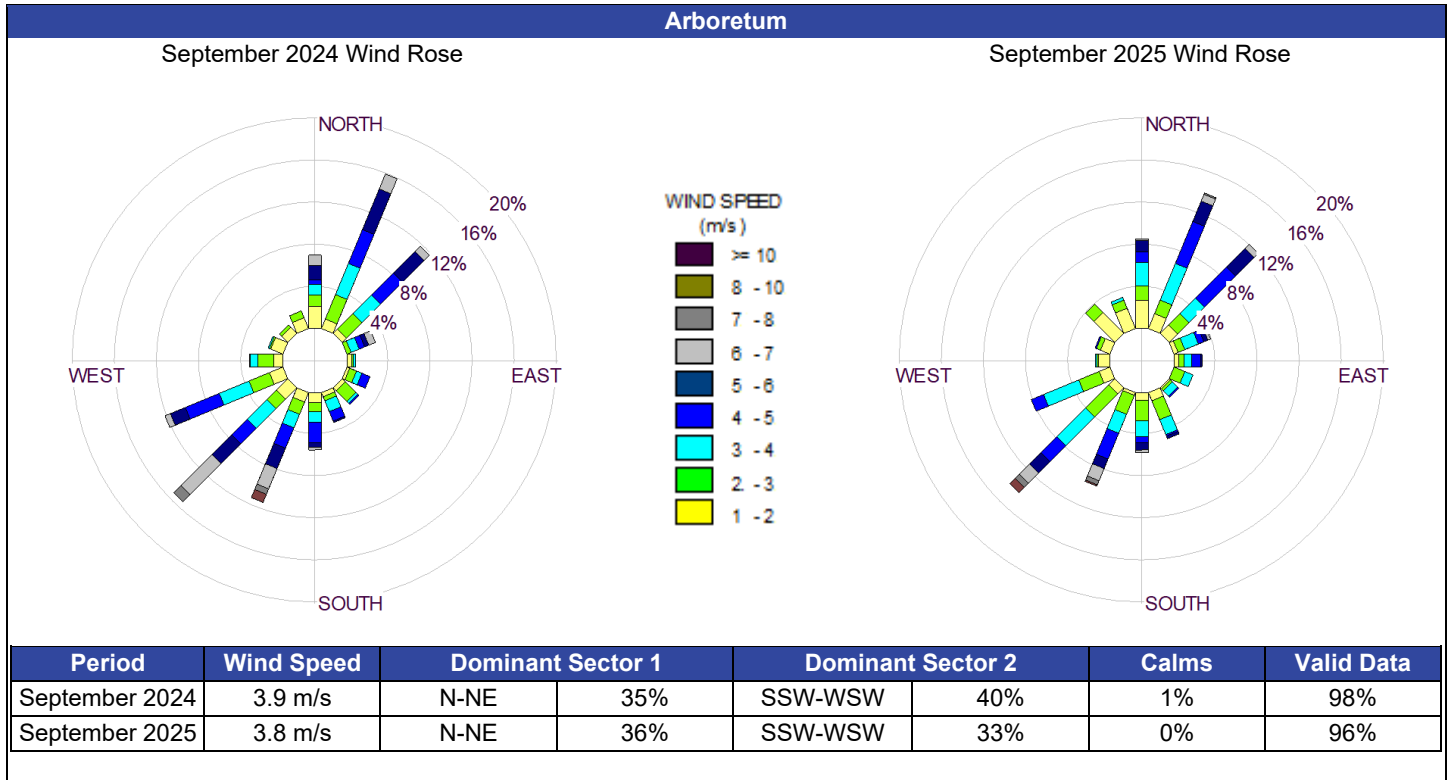 Arboretum
September 2024 Wind Rose
September 2025 Wind Rose
NORTH
20%
16%
12%
8%
4%
WEST
EAST
SOUTH
WIND SPEED
(m/s)
>= 10
8 - 10
7 - 8
6 - 7
5 - 6
4 - 5
3 - 4
2 - 3
1 - 2
NORTH
20%
16%
12%
8%
4%
WEST
EAST
SOUTH
Period Wind Speed Dominant Sector 1 Dominant Sector 2 Calms Valid Data
September 2024 3.9 m/s N-NE 35% SSW-WSW 40% 1% 98%
September 2025 3.8 m/s N-NE 36% SSW-WSW 33% 0% 96%